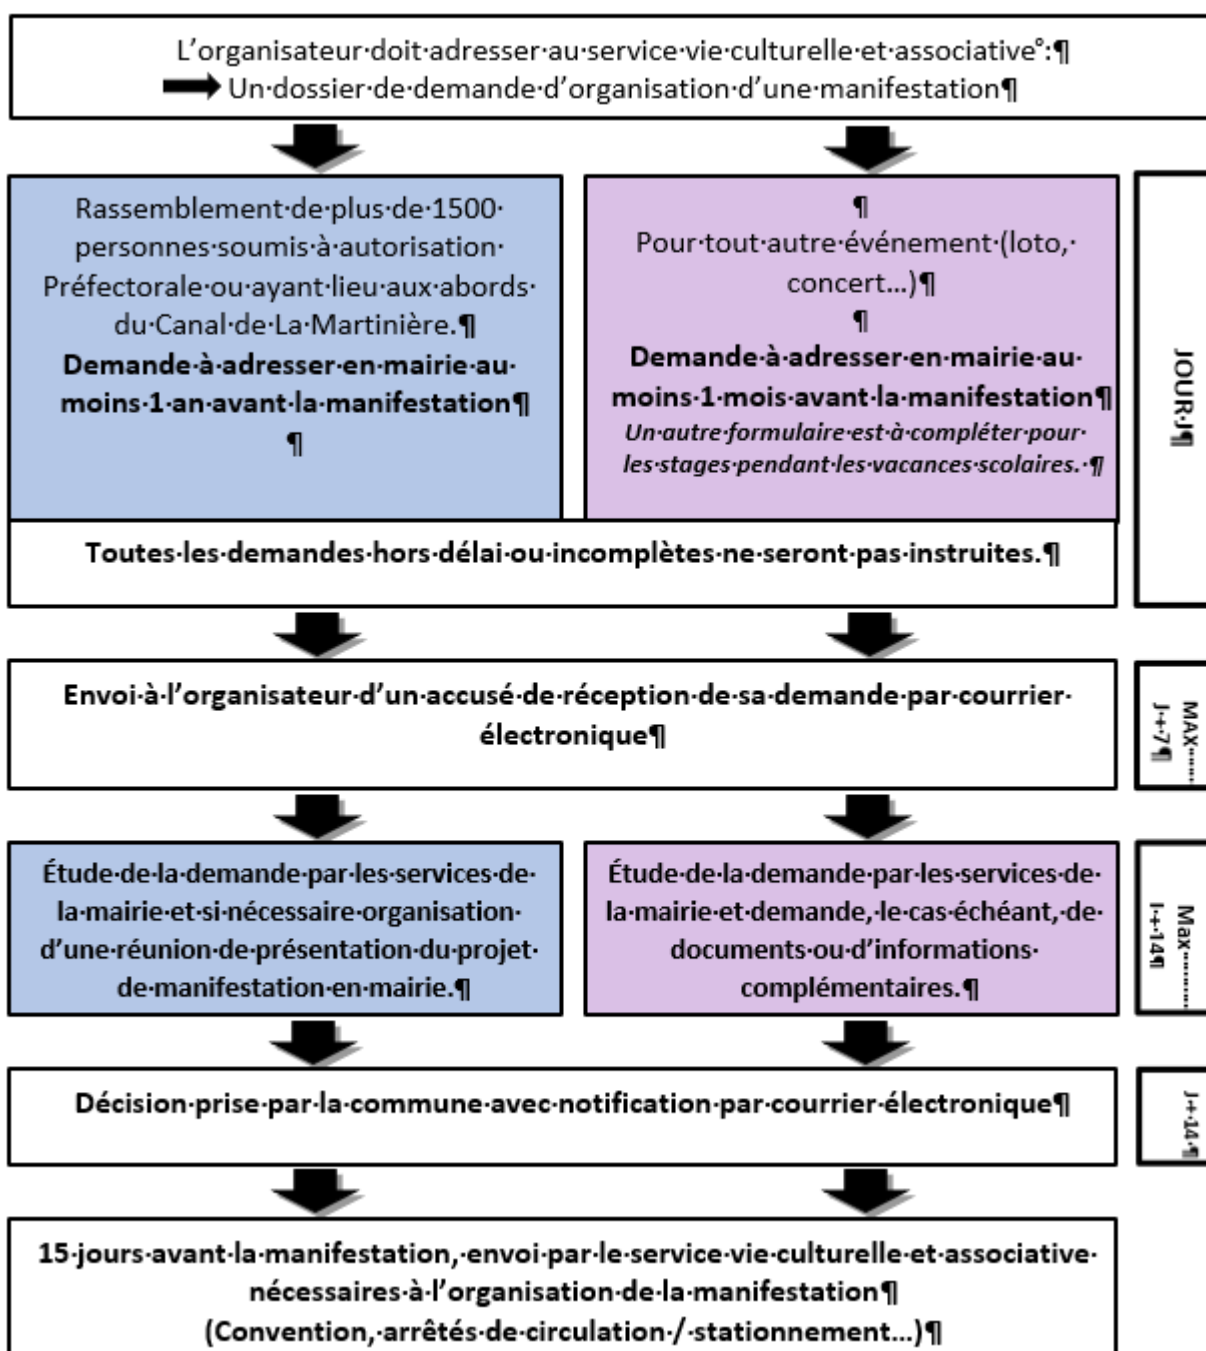 L'organisateur·doit·adresser·au·service·vie·culturelle·et·associative°:¶
Un·dossier·de·demande·d'organisation·d'une·manifestation¶
Rassemblement·de·plus·de·1500·
personnes·soumis·à·autorisation·
Préfectorale·ou·ayant·lieu·aux·abords·
du·Canal·de·La·Martinière.¶
Demande·à·adresser·en·mairie·au·
moins·1·an·avant·la·manifestation¶
¶
¶
Pour·tout·autre·événement·(loto,·
concert…)¶
¶
Demande·à·adresser·en·mairie·au·
moins·1·mois·avant·la·manifestation¶
Un·autre·formulaire·est·à·compléter·pour·
les·stages·pendant·les·vacances·scolaires.·¶
JOUR·J¶
Toutes·les·demandes·hors·délai·ou·incomplètes·ne·seront·pas·instruites.¶
Envoi·à·l'organisateur·d'un·accusé·de·réception·de·sa·demande·par·courrier·
électronique¶
MAX······
J·+·7¶
Étude·de·la·demande·par·les·services·de·
la·mairie·et·si·nécessaire·organisation·
d'une·réunion·de·présentation·du·projet·
de·manifestation·en·mairie.¶
Étude·de·la·demande·par·les·services·de·
la·mairie·et·demande,·le·cas·échéant,·de·
documents·ou·d'informations·
complémentaires.¶
Max··········
J·+·14¶
Décision·prise·par·la·commune·avec·notification·par·courrier·électronique¶
J·+·14·¶
15·jours·avant·la·manifestation,·envoi·par·le·service·vie·culturelle·et·associative·
nécessaires·à·l'organisation·de·la·manifestation¶
(Convention,·arrêtés·de·circulation·/·stationnement…)¶